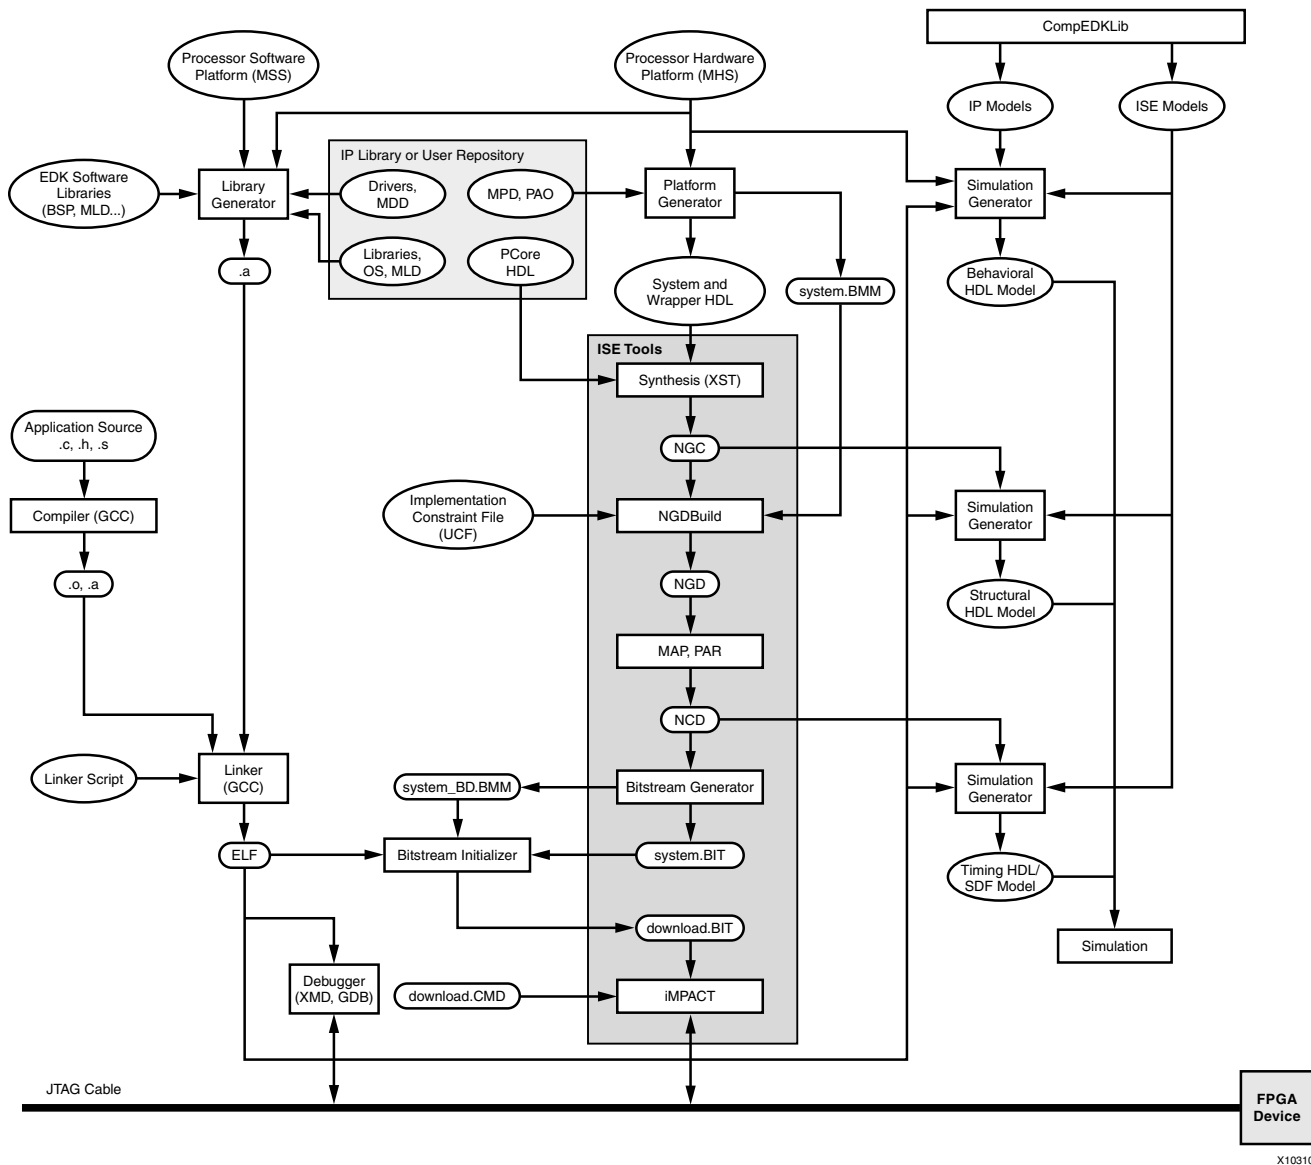 CompEDKLib
Processor Software
Platform (MSS)
Processor Hardware
Platform (MHS)
IP Models
ISE Models
IP Library or User Repository
EDK Software
Libraries
(BSP, MLD...)
Library
Generator
Drivers,
MDD
MPD, PAO
Platform
Generator
Simulation
Generator
.a
Libraries,
OS, MLD
PCore
HDL
System and
Wrapper HDL
system.BMM
Behavioral
HDL Model
ISE Tools
Synthesis (XST)
Application Source
.c, .h, .s
NGC
Compiler (GCC)
Implementation
Constraint File
(UCF)
NGDBuild
Simulation
Generator
.o, .a
NGD
Structural
HDL Model
MAP, PAR
NCD
Linker Script
Linker
(GCC)
system_BD.BMM
Bitstream Generator
Simulation
Generator
ELF
Bitstream Initializer
system.BIT
Timing HDL/
SDF Model
download.BIT
Simulation
Debugger
(XMD, GDB)
download.CMD
iMPACT
JTAG Cable
FPGA
Device
X10310